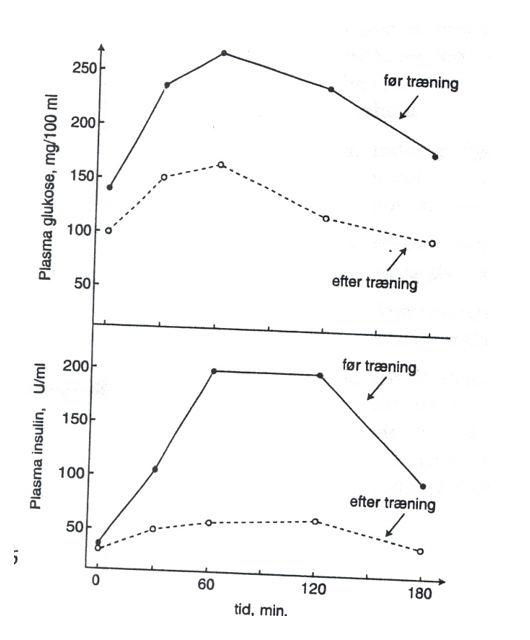 Plasma glukose, mg/100 ml
250
200
150
100
50
før træning
efter træning
Plasma insulin, U/ml
200
150
100
50
før træning
efter træning
0
60
120
180
tid, min.